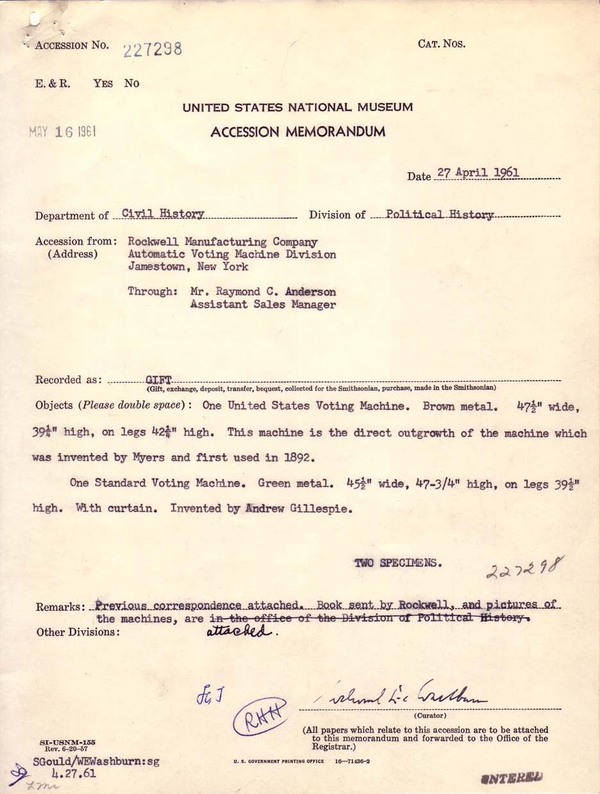 ACCESSION No. 227298 CAT. NOS.
E. & R. YES NO
UNITED STATES NATIONAL MUSEUM
MAY 16 1961 ACCESSION MEMORANDUM
Date 27 April 1961
Department of Civil History Division of Political History
Accession from: Rockwell Manufacturing Company
(Address) Automatic Voting Machine Division
Jamestown, New York
Through: Mr. Raymond C. Anderson
Assistant Sales Manager
Recorded as: GIFT
(Gift, exchange, deposit, transfer, bequest, collected for the Smithsonian, purchase, made in the Smithsonian)
Objects (Please double space): One United States Voting Machine. Brown metal. 47½" wide,
39¼" high, on legs 42¼" high. This machine is the direct outgrowth of the machine which
was invented by Myers and first used in 1892.
One Standard Voting Machine. Green metal. 45½" wide, 47-3/4" high, on legs 39½"
high. With curtain. Invented by Andrew Gillespie.
TWO SPECIMENS. 227298
Remarks: Previous correspondence attached. Book sent by Rockwell, and pictures of
the machines, are in the office of the Division of Political History.
Other Divisions: attached.
RHH
(Curator)
(All papers which relate to this accession are to be attached
to this memorandum and forwarded to the Office of the
Registrar.)
SI-USNM-155
Rev. 6-20-57
U. S. GOVERNMENT PRINTING OFFICE 16—71436-2
SGould/WEWashburn:sg
4.27.61
ENTERED